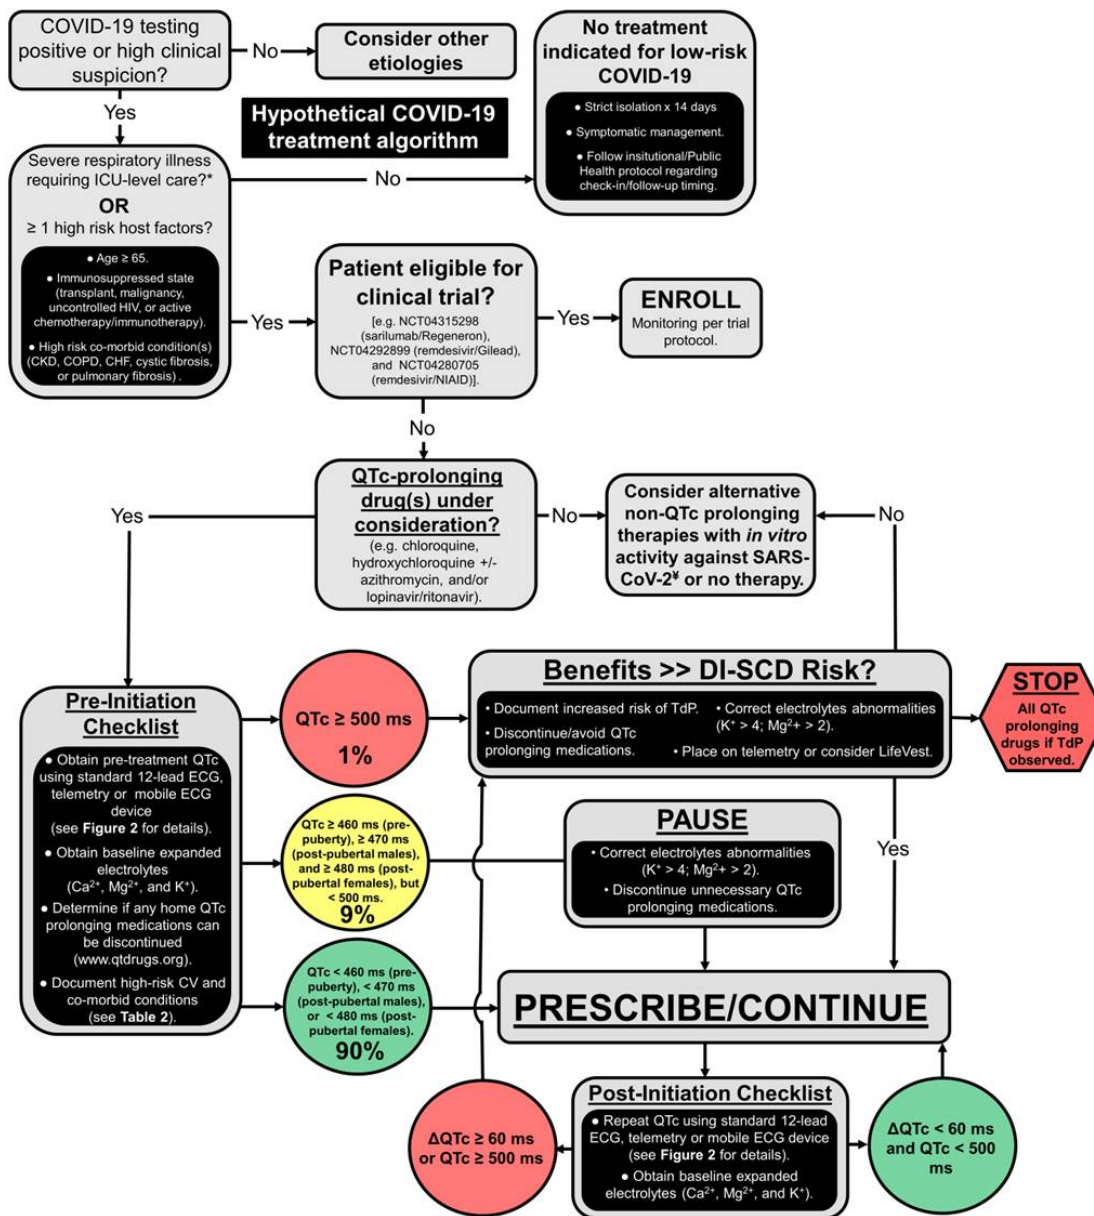 COVID-19 testing
positive or high clinical
suspicion?
No
Consider other
etiologies
No treatment
indicated for low-risk
COVID-19
● Strict isolation x 14 days
● Symptomatic management.
● Follow insitutional/Public
Health protocol regarding
check-in/follow-up timing.
Yes
Hypothetical COVID-19
treatment algorithm
Severe respiratory illness
requiring ICU-level care?*
OR
≥ 1 high risk host factors?
● Age ≥ 65.
● Immunosuppressed state
(transplant, malignancy,
uncontrolled HIV, or active
chemotherapy/immunotherapy).
● High risk co-morbid condition(s)
(CKD, COPD, CHF, cystic fibrosis,
or pulmonary fibrosis) .
No
Yes
Patient eligible for
clinical trial?
[e.g. NCT04315298
(sarilumab/Regeneron),
NCT04292899 (remdesivir/Gilead),
and NCT04280705
(remdesivir/NIAID)].
Yes
ENROLL
Monitoring per trial
protocol.
No
QTc-prolonging
drug(s) under
consideration?
(e.g. chloroquine,
hydroxychloroquine +/-
azithromycin, and/or
lopinavir/ritonavir).
Yes
No
Consider alternative
non-QTc prolonging
therapies with in vitro
activity against SARS-
CoV-2¥ or no therapy.
No
Pre-Initiation
Checklist
● Obtain pre-treatment QTc
using standard 12-lead ECG,
telemetry or mobile ECG
device
(see Figure 2 for details).
● Obtain baseline expanded
electrolytes
(Ca²⁺, Mg²⁺, and K⁺).
● Determine if any home QTc
prolonging medications can
be discontinued
(www.qtdrugs.org).
● Document high-risk CV and
co-morbid conditions
(see Table 2).
QTc ≥ 500 ms
1%
QTc ≥ 460 ms (pre-
puberty), ≥ 470 ms
(post-pubertal males),
and ≥ 480 ms (post-
pubertal females), but
< 500 ms.
9%
QTc < 460 ms (pre-
puberty), < 470 ms
(post-pubertal males),
or < 480 ms (post-
pubertal females).
90%
Benefits >> DI-SCD Risk?
• Document increased risk of TdP.
• Discontinue/avoid QTc
prolonging medications.
• Correct electrolytes abnormalities
(K⁺ > 4; Mg²+ > 2).
• Place on telemetry or consider LifeVest.
STOP
All QTc
prolonging
drugs if TdP
observed.
PAUSE
• Correct electrolytes abnormalities
(K⁺ > 4; Mg²+ > 2).
• Discontinue unnecessary QTc
prolonging medications.
Yes
PRESCRIBE/CONTINUE
Post-Initiation Checklist
● Repeat QTc using standard 12-lead
ECG, telemetry or mobile ECG device
(see Figure 2 for details).
● Obtain baseline expanded
electrolytes (Ca²⁺, Mg²⁺, and K⁺).
ΔQTc ≥ 60 ms
or QTc ≥ 500 ms
ΔQTc < 60 ms
and QTc < 500
ms